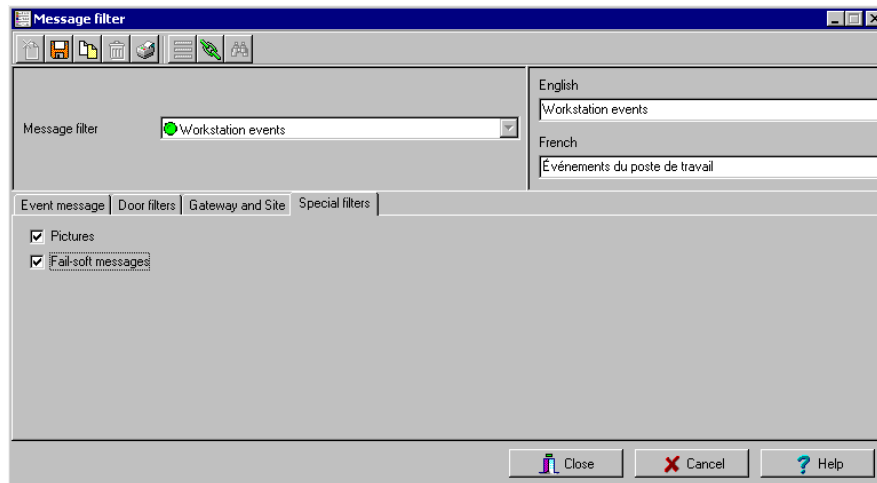 Message filter
English
Workstation events
Message filter
Workstation events
French
Événements du poste de travail
Event message
Door filters
Gateway and Site
Special filters
Pictures
Fail-soft messages
Close
Cancel
Help